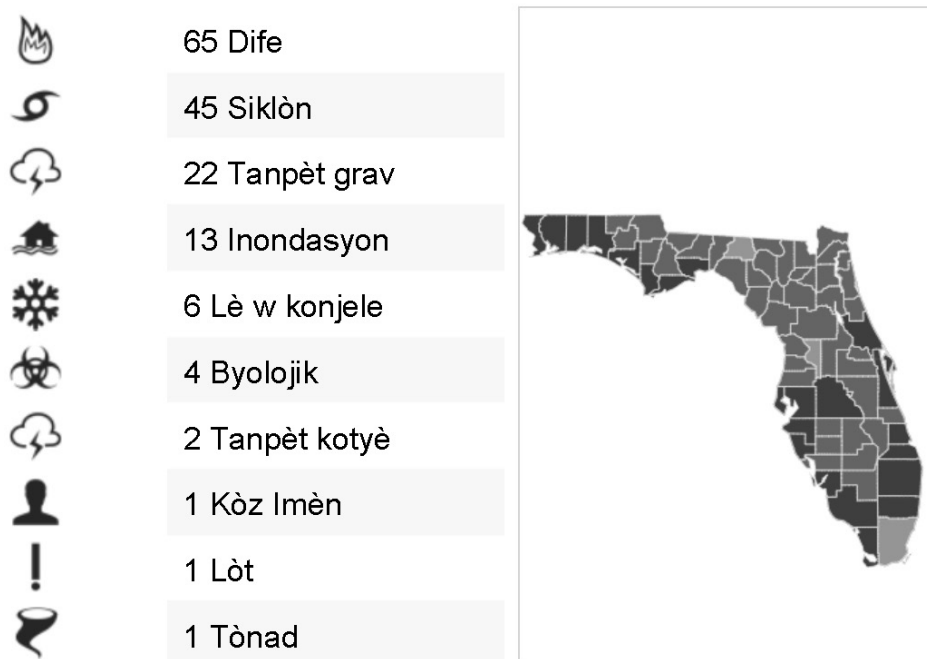 65 Dife
45 Siklòn
22 Tanpèt grav
13 Inondasyon
6 Lè w konjele
4 Byolojik
2 Tanpèt kotyè
1 Kòz Imèn
1 Lòt
1 Tònad